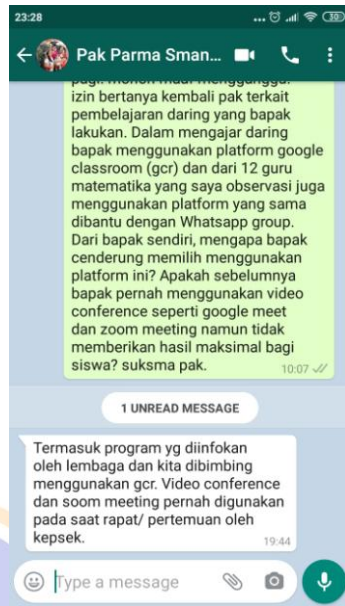 23:28
30
Pak Parma Sman...
izin bertanya kembali pak terkait
pembelajaran daring yang bapak
lakukan. Dalam mengajar daring
bapak menggunakan platform google
classroom (gcr) dan dari 12 guru
matematika yang saya observasi juga
menggunakan platform yang sama
dibantu dengan Whatsapp group.
Dari bapak sendiri, mengapa bapak
cenderung memilih menggunakan
platform ini? Apakah sebelumnya
bapak pernah menggunakan video
conference seperti google meet
dan zoom meeting namun tidak
memberikan hasil maksimal bagi
siswa? suksma pak.
10:07
1 UNREAD MESSAGE
Termasuk program yg diinfokan
oleh lembaga dan kita dibimbing
menggunakan gcr. Video conference
dan soom meeting pernah digunakan
pada saat rapat/ pertemuan oleh
kepsek.
19:44
Type a message